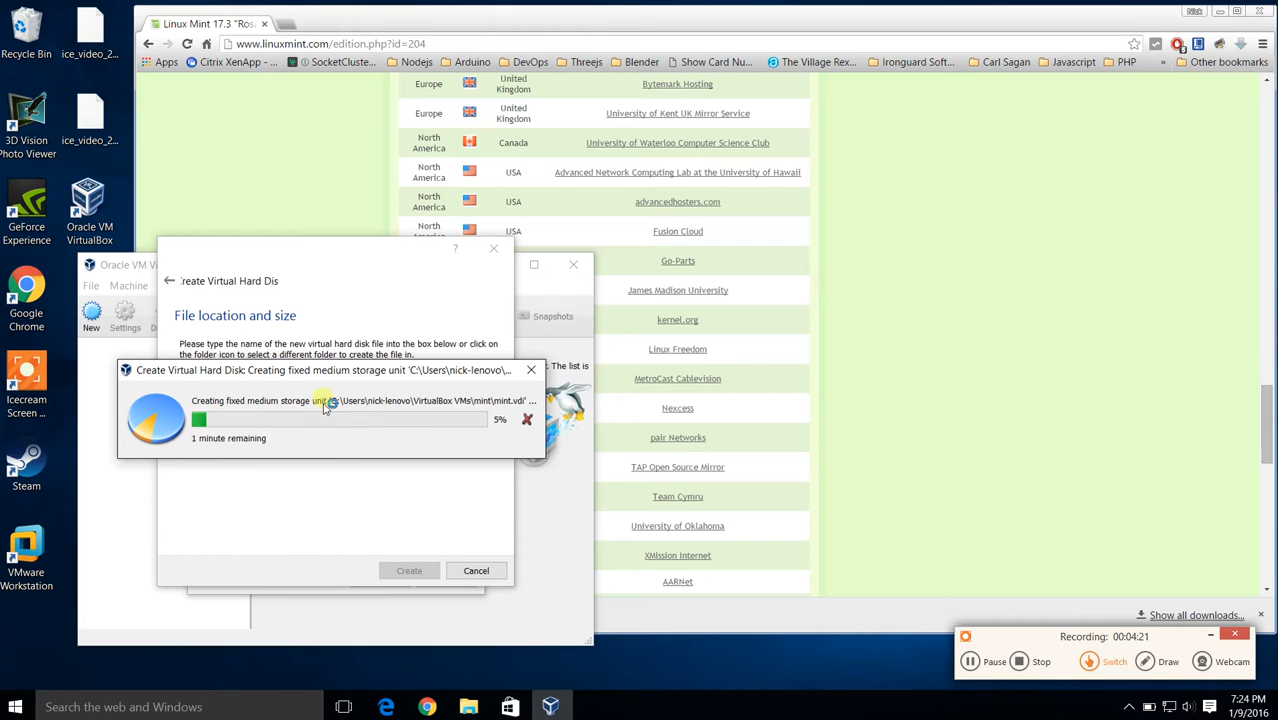 Recycle Bin
ice_video_2...
3D Vision
Photo Viewer
ice_video_2...
GeForce
Experience
Oracle VM
VirtualBox
Google
Chrome
Icecream
Screen ...
Steam
VMware
Workstation
Linux Mint 17.3 "Rosa
Nick
www.linuxmint.com/edition.php?id=204
Apps
Citrix XenApp -
SocketCluste
Nodejs
Arduino
DevOps
Threejs
Blender
Show Card Nu
The Village Rex
Ironguard Softw
Carl Sagan
Javascript
PHP
»
Other bookmarks
Europe United Kingdom Bytemark Hosting
Europe United Kingdom University of Kent UK Mirror Service
North America Canada University of Waterloo Computer Science Club
North America USA Advanced Network Computing Lab at the University of Hawaii
North America USA advancedhosters.com
North USA Fusion Cloud
Go-Parts
James Madison University
kernel.org
Linux Freedom
MetroCast Cablevision
Nexcess
pair Networks
TAP Open Source Mirror
Team Cymru
University of Oklahoma
XMission Internet
AARNet
Show all downloads...
Oracle VM Vi
File Machine
New
Settings
Di
Snapshots
r. The list is
?
Create Virtual Hard Dis
File location and size
Please type the name of the new virtual hard disk file into the box below or click on
the folder icon to select a different folder to create the file in.
Create Virtual Hard Disk: Creating fixed medium storage unit 'C:\Users\nick-lenovo\...
Creating fixed medium storage unit 'C:\Users\nick-lenovo\VirtualBox VMs\mint\mint.vdi' ...
5%
1 minute remaining
Create
Cancel
Recording: 00:04:21
Pause
Stop
Switch
Draw
Webcam
Search the web and Windows
7:24 PM
1/9/2016